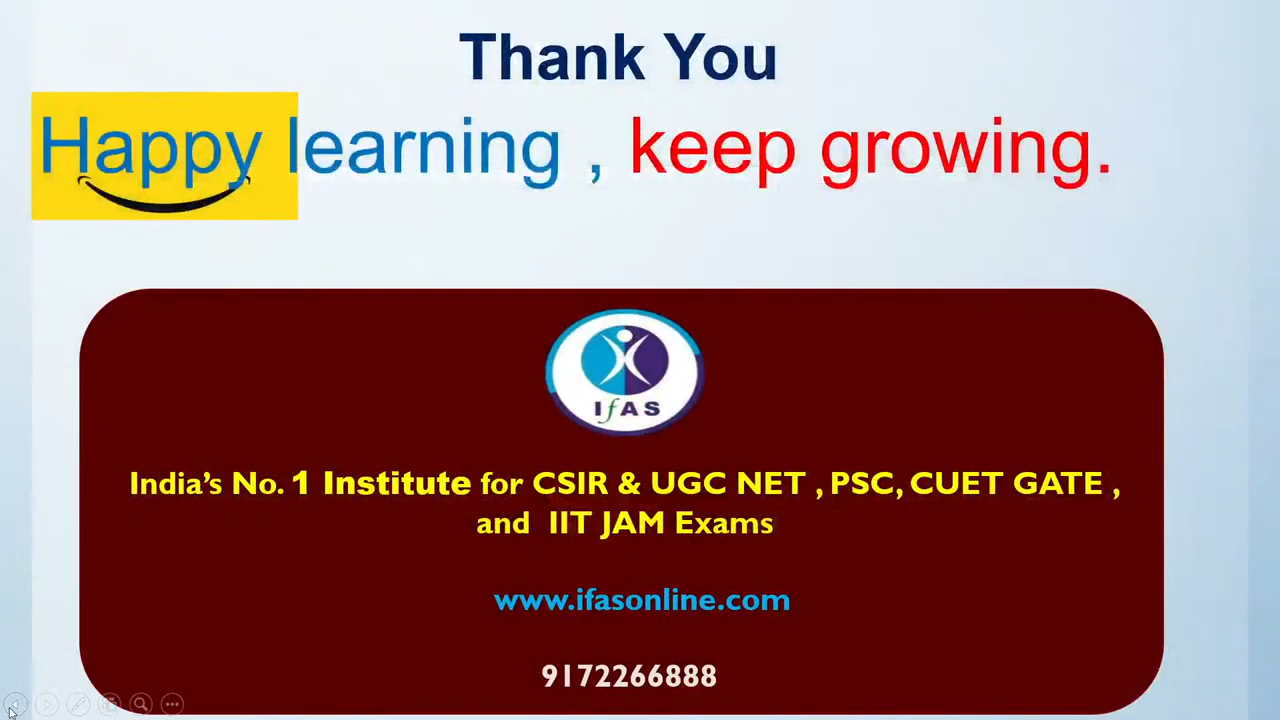 Thank You
Happy learning , keep growing.
IfAS
India's No. 1 Institute for CSIR & UGC NET , PSC, CUET GATE ,
and IIT JAM Exams
www.ifasonline.com
9172266888